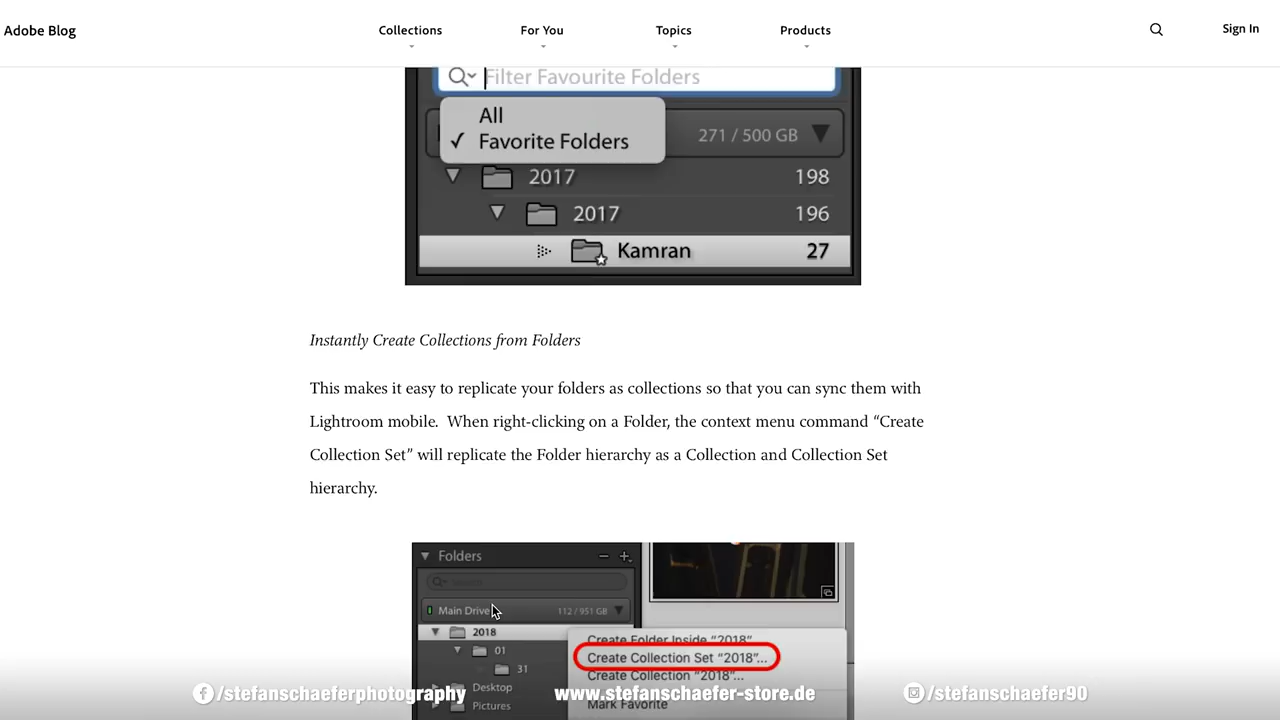 Adobe Blog Collections For You Topics Products Sign In
Filter Favourite Folders
All
Favorite Folders
271 / 500 GB
2017 198
2017 196
Kamran 27
Instantly Create Collections from Folders
This makes it easy to replicate your folders as collections so that you can sync them with
Lightroom mobile.  When right-clicking on a Folder, the context menu command “Create
Collection Set” will replicate the Folder hierarchy as a Collection and Collection Set
hierarchy.
Folders
Main Drive 112 / 951 GB
2018
Create Folder Inside “2018”
01
Create Collection Set “2018”...
31
Create Collection “2018”...
Desktop
Pictures
Mark Favorite
/stefanschaeferphotography www.stefanschaefer-store.de /stefanschaefer90